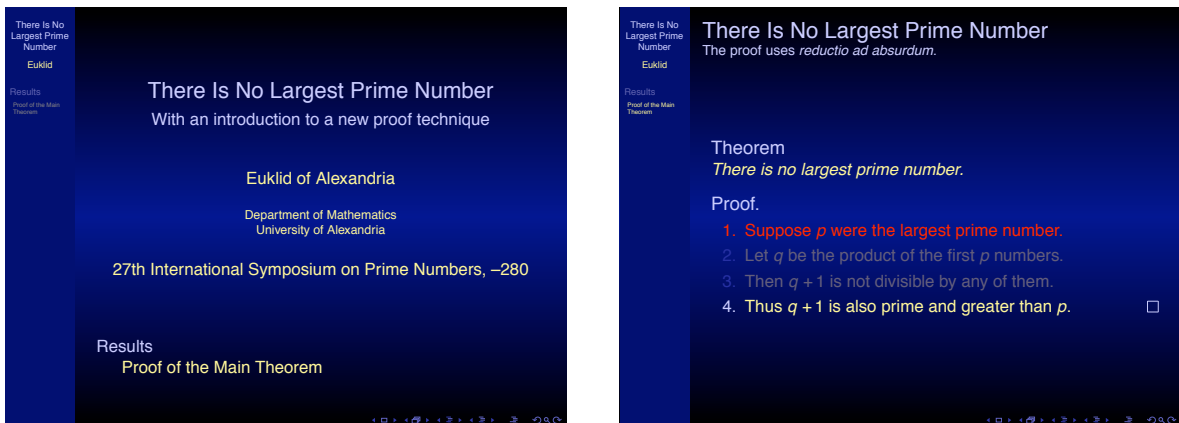 There Is No
Largest Prime
Number
Euklid
Results
Proof of the Main
Theorem
There Is No Largest Prime Number
With an introduction to a new proof technique
Euklid of Alexandria
Department of Mathematics
University of Alexandria
27th International Symposium on Prime Numbers, –280
Results
Proof of the Main Theorem
There Is No
Largest Prime
Number
Euklid
Results
Proof of the Main
Theorem
There Is No Largest Prime Number
The proof uses reductio ad absurdum.
Theorem
There is no largest prime number.
Proof.
1. Suppose p were the largest prime number.
2. Let q be the product of the first p numbers.
3. Then q + 1 is not divisible by any of them.
4. Thus q + 1 is also prime and greater than p. □